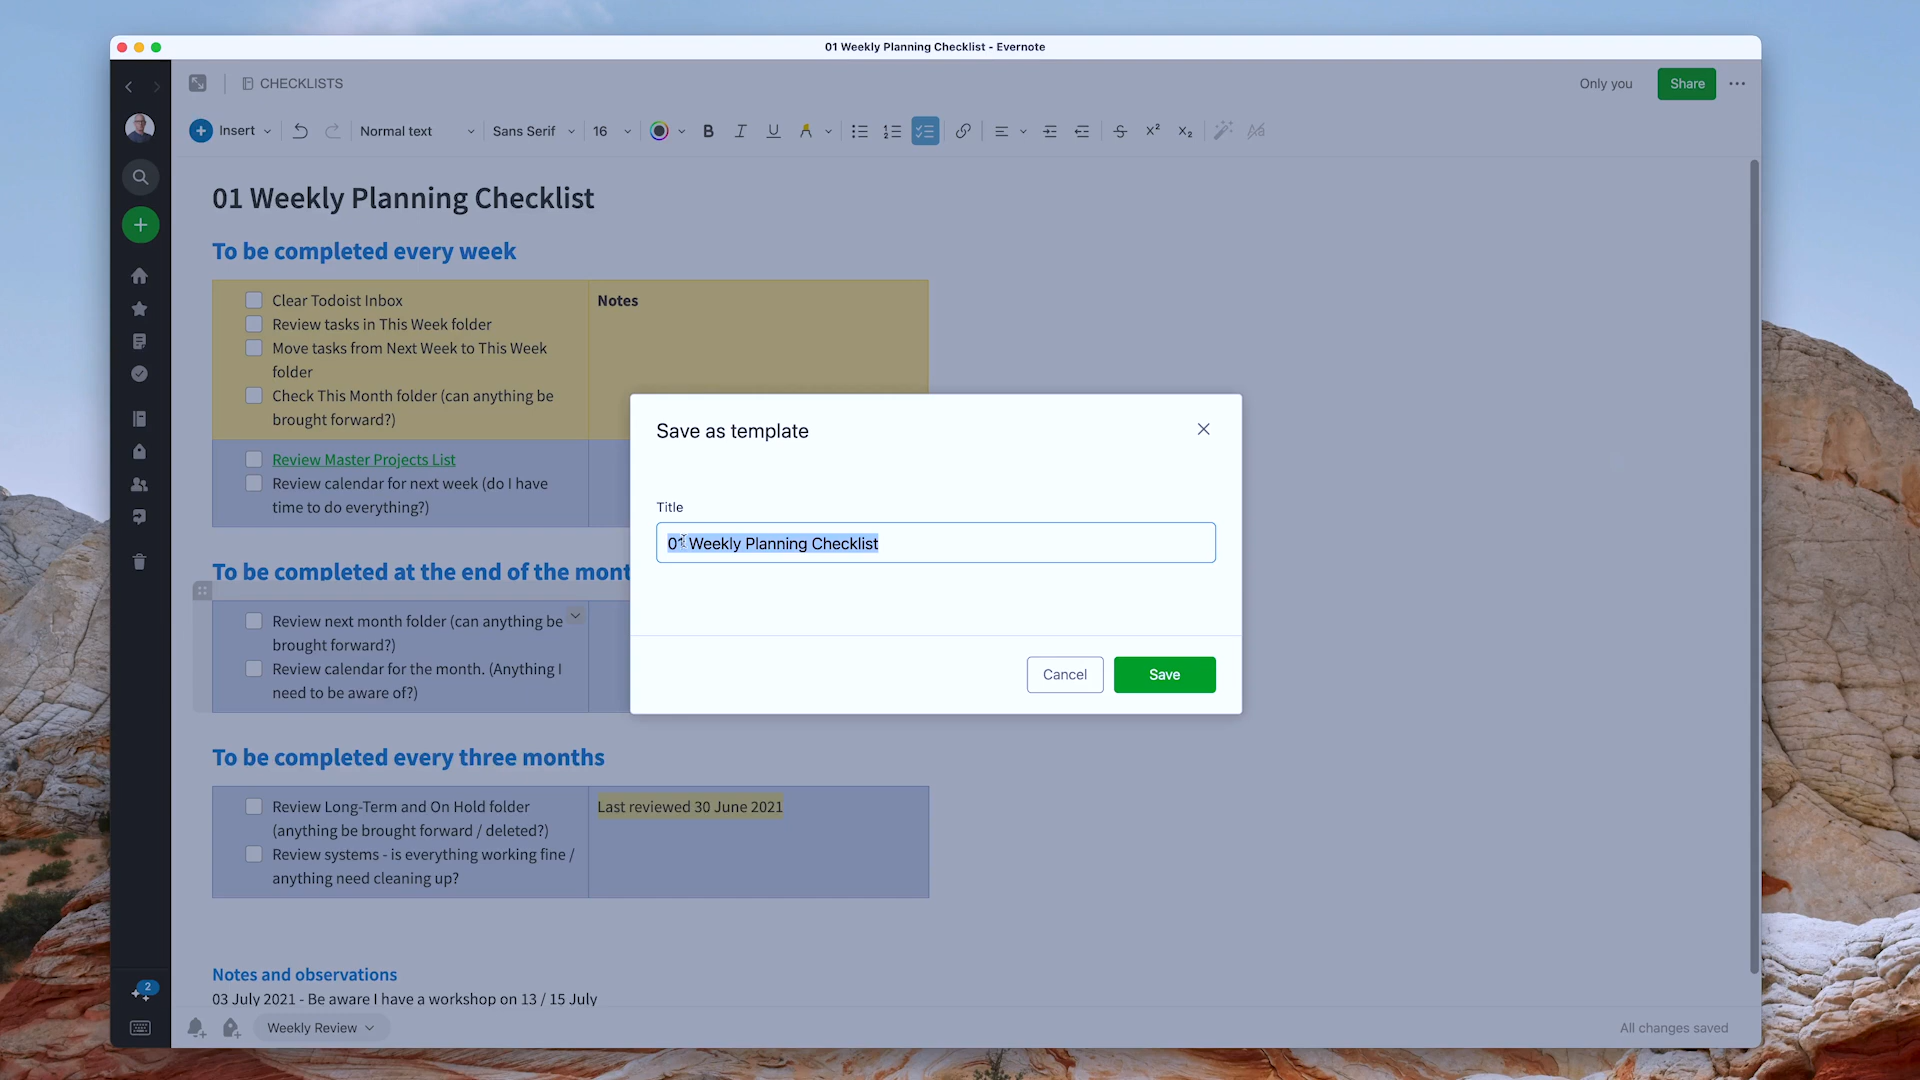 01 Weekly Planning Checklist - Evernote
CHECKLISTS
Only you
Share
Insert
Normal text
Sans Serif
16
01 Weekly Planning Checklist
To be completed every week
Clear Todoist Inbox
Review tasks in This Week folder
Move tasks from Next Week to This Week
folder
Check This Month folder (can anything be
brought forward?)
Notes
Review Master Projects List
Review calendar for next week (do I have
time to do everything?)
Save as template
Title
01 Weekly Planning Checklist
Cancel
Save
To be completed at the end of the mont
Review next month folder (can anything be
brought forward?)
Review calendar for the month. (Anything I
need to be aware of?)
To be completed every three months
Review Long-Term and On Hold folder
(anything be brought forward / deleted?)
Review systems - is everything working fine /
anything need cleaning up?
Last reviewed 30 June 2021
Notes and observations
03 July 2021 - Be aware I have a workshop on 13 / 15 July
2
Weekly Review
All changes saved